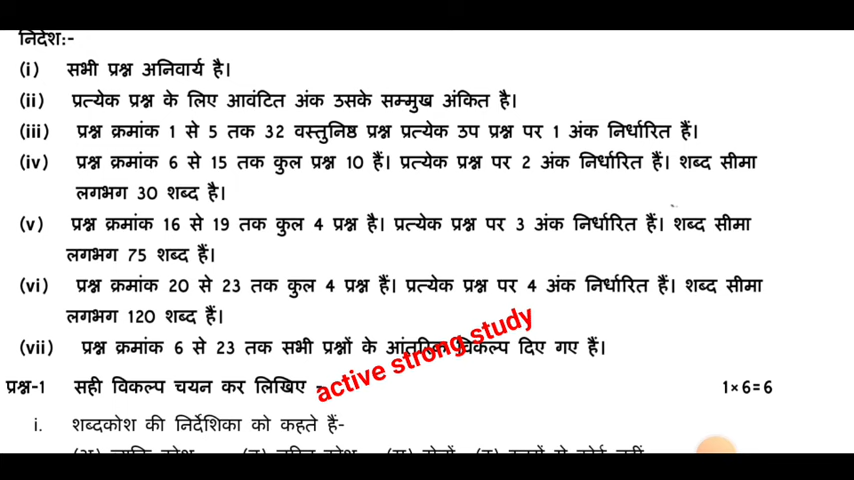 निर्देश:-
(i) सभी प्रश्न अनिवार्य है।
(ii) प्रत्येक प्रश्न के लिए आवंटित अंक उसके सम्मुख अंकित है।
(iii) प्रश्न क्रमांक 1 से 5 तक 32 वस्तुनिष्ठ प्रश्न प्रत्येक उप प्रश्न पर 1 अंक निर्धारित हैं।
(iv) प्रश्न क्रमांक 6 से 15 तक कुल प्रश्न 10 हैं। प्रत्येक प्रश्न पर 2 अंक निर्धारित हैं। शब्द सीमा
लगभग 30 शब्द है।
(v) प्रश्न क्रमांक 16 से 19 तक कुल 4 प्रश्न है। प्रत्येक प्रश्न पर 3 अंक निर्धारित हैं। शब्द सीमा
लगभग 75 शब्द हैं।
(vi) प्रश्न क्रमांक 20 से 23 तक कुल 4 प्रश्न हैं। प्रत्येक प्रश्न पर 4 अंक निर्धारित हैं। शब्द सीमा
लगभग 120 शब्द हैं।
(vii) प्रश्न क्रमांक 6 से 23 तक सभी प्रश्नों के आंतरिक विकल्प दिए गए हैं।
active strong study
प्रश्न-1 सही विकल्प चयन कर लिखिए - 1×6=6
i. शब्दकोश की निर्देशिका को कहते हैं-